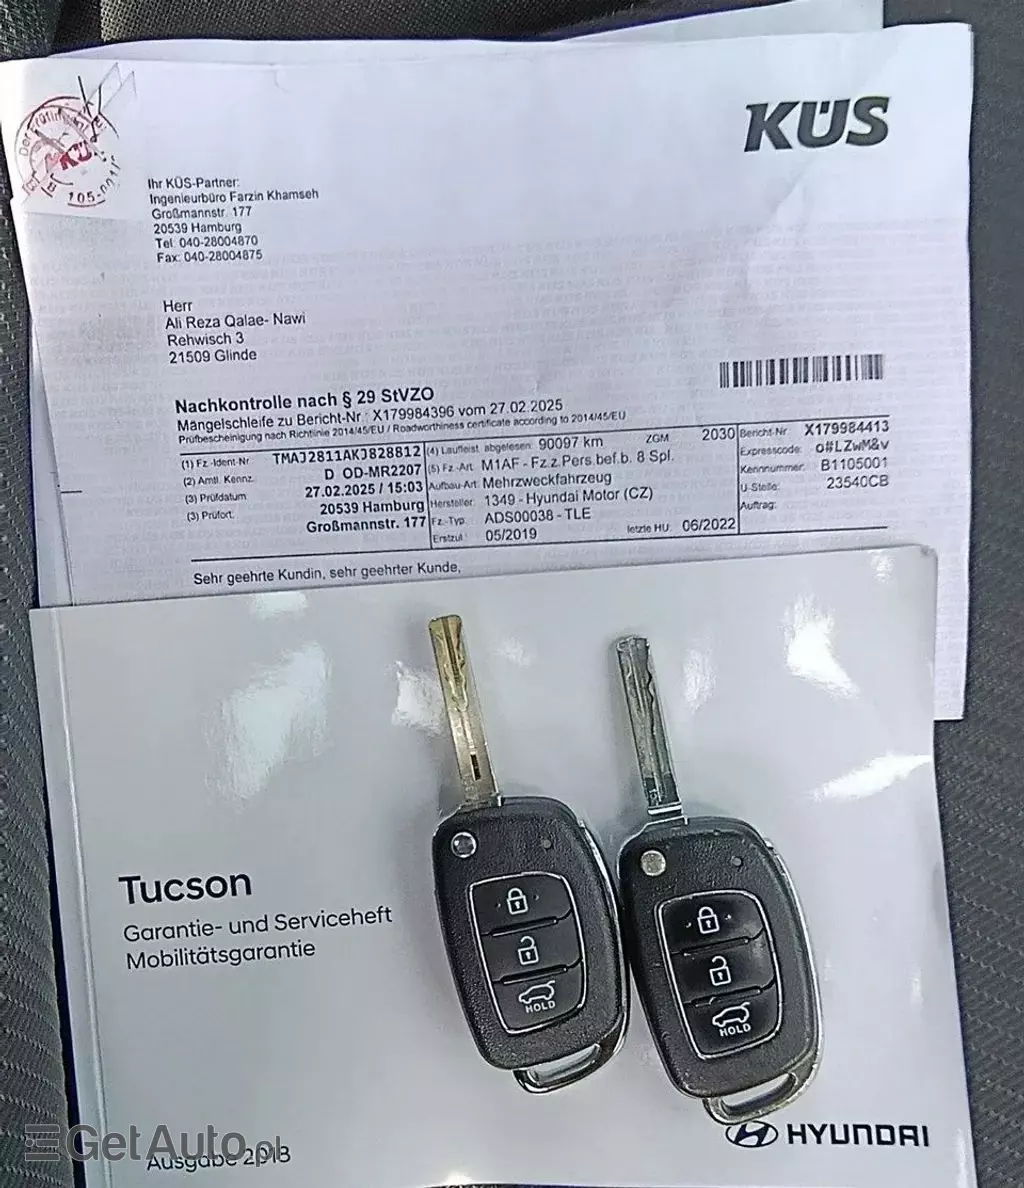 KÜS
KÜS
105-
Ihr KÜS-Partner:
Ingenieurbüro Farzin Khamseh
Großmannstr. 177
20539 Hamburg
Tel: 040-28004870
Fax: 040-28004875
Herr
Ali Reza Qalae- Nawi
Rehwisch 3
21509 Glinde
Nachkontrolle nach § 29 StVZO
Mängelschleife zu Bericht-Nr.: X179984396 vom 27.02.2025
Prüfbescheinigung nach Richtlinie 2014/45/EU / Roadworthiness certificate according to 2014/45/EU
(1) Fz.-Ident-Nr. TMAJ2811AKJ828812 (4) Laufleist. abgelesen: 90097 km ZGM: 2030 Bericht-Nr. X179984413
(2) Amtl. Kennz. D OD-MR2207 (5) Fz.-Art: M1AF - Fz.z.Pers.bef.b. 8 Spl. Expresscode: o#LZwM&v
(3) Prüfdatum: 27.02.2025 / 15:03 Aufbau-Art: Mehrzweckfahrzeug Kennnummer: B1105001
(3) Prüfort: 20539 Hamburg Hersteller: 1349 - Hyundai Motor (CZ) U-Stelle: 23540CB
Großmannstr. 177 Fz.-Typ: ADS00038 - TLE Auftrag:
Erstzul.: 05/2019 letzte HU: 06/2022
Sehr geehrte Kundin, sehr geehrter Kunde,
HOLD
HOLD
Tucson
Garantie- und Serviceheft
Mobilitätsgarantie
HYUNDAI
GetAuto.pl
Ausgabe